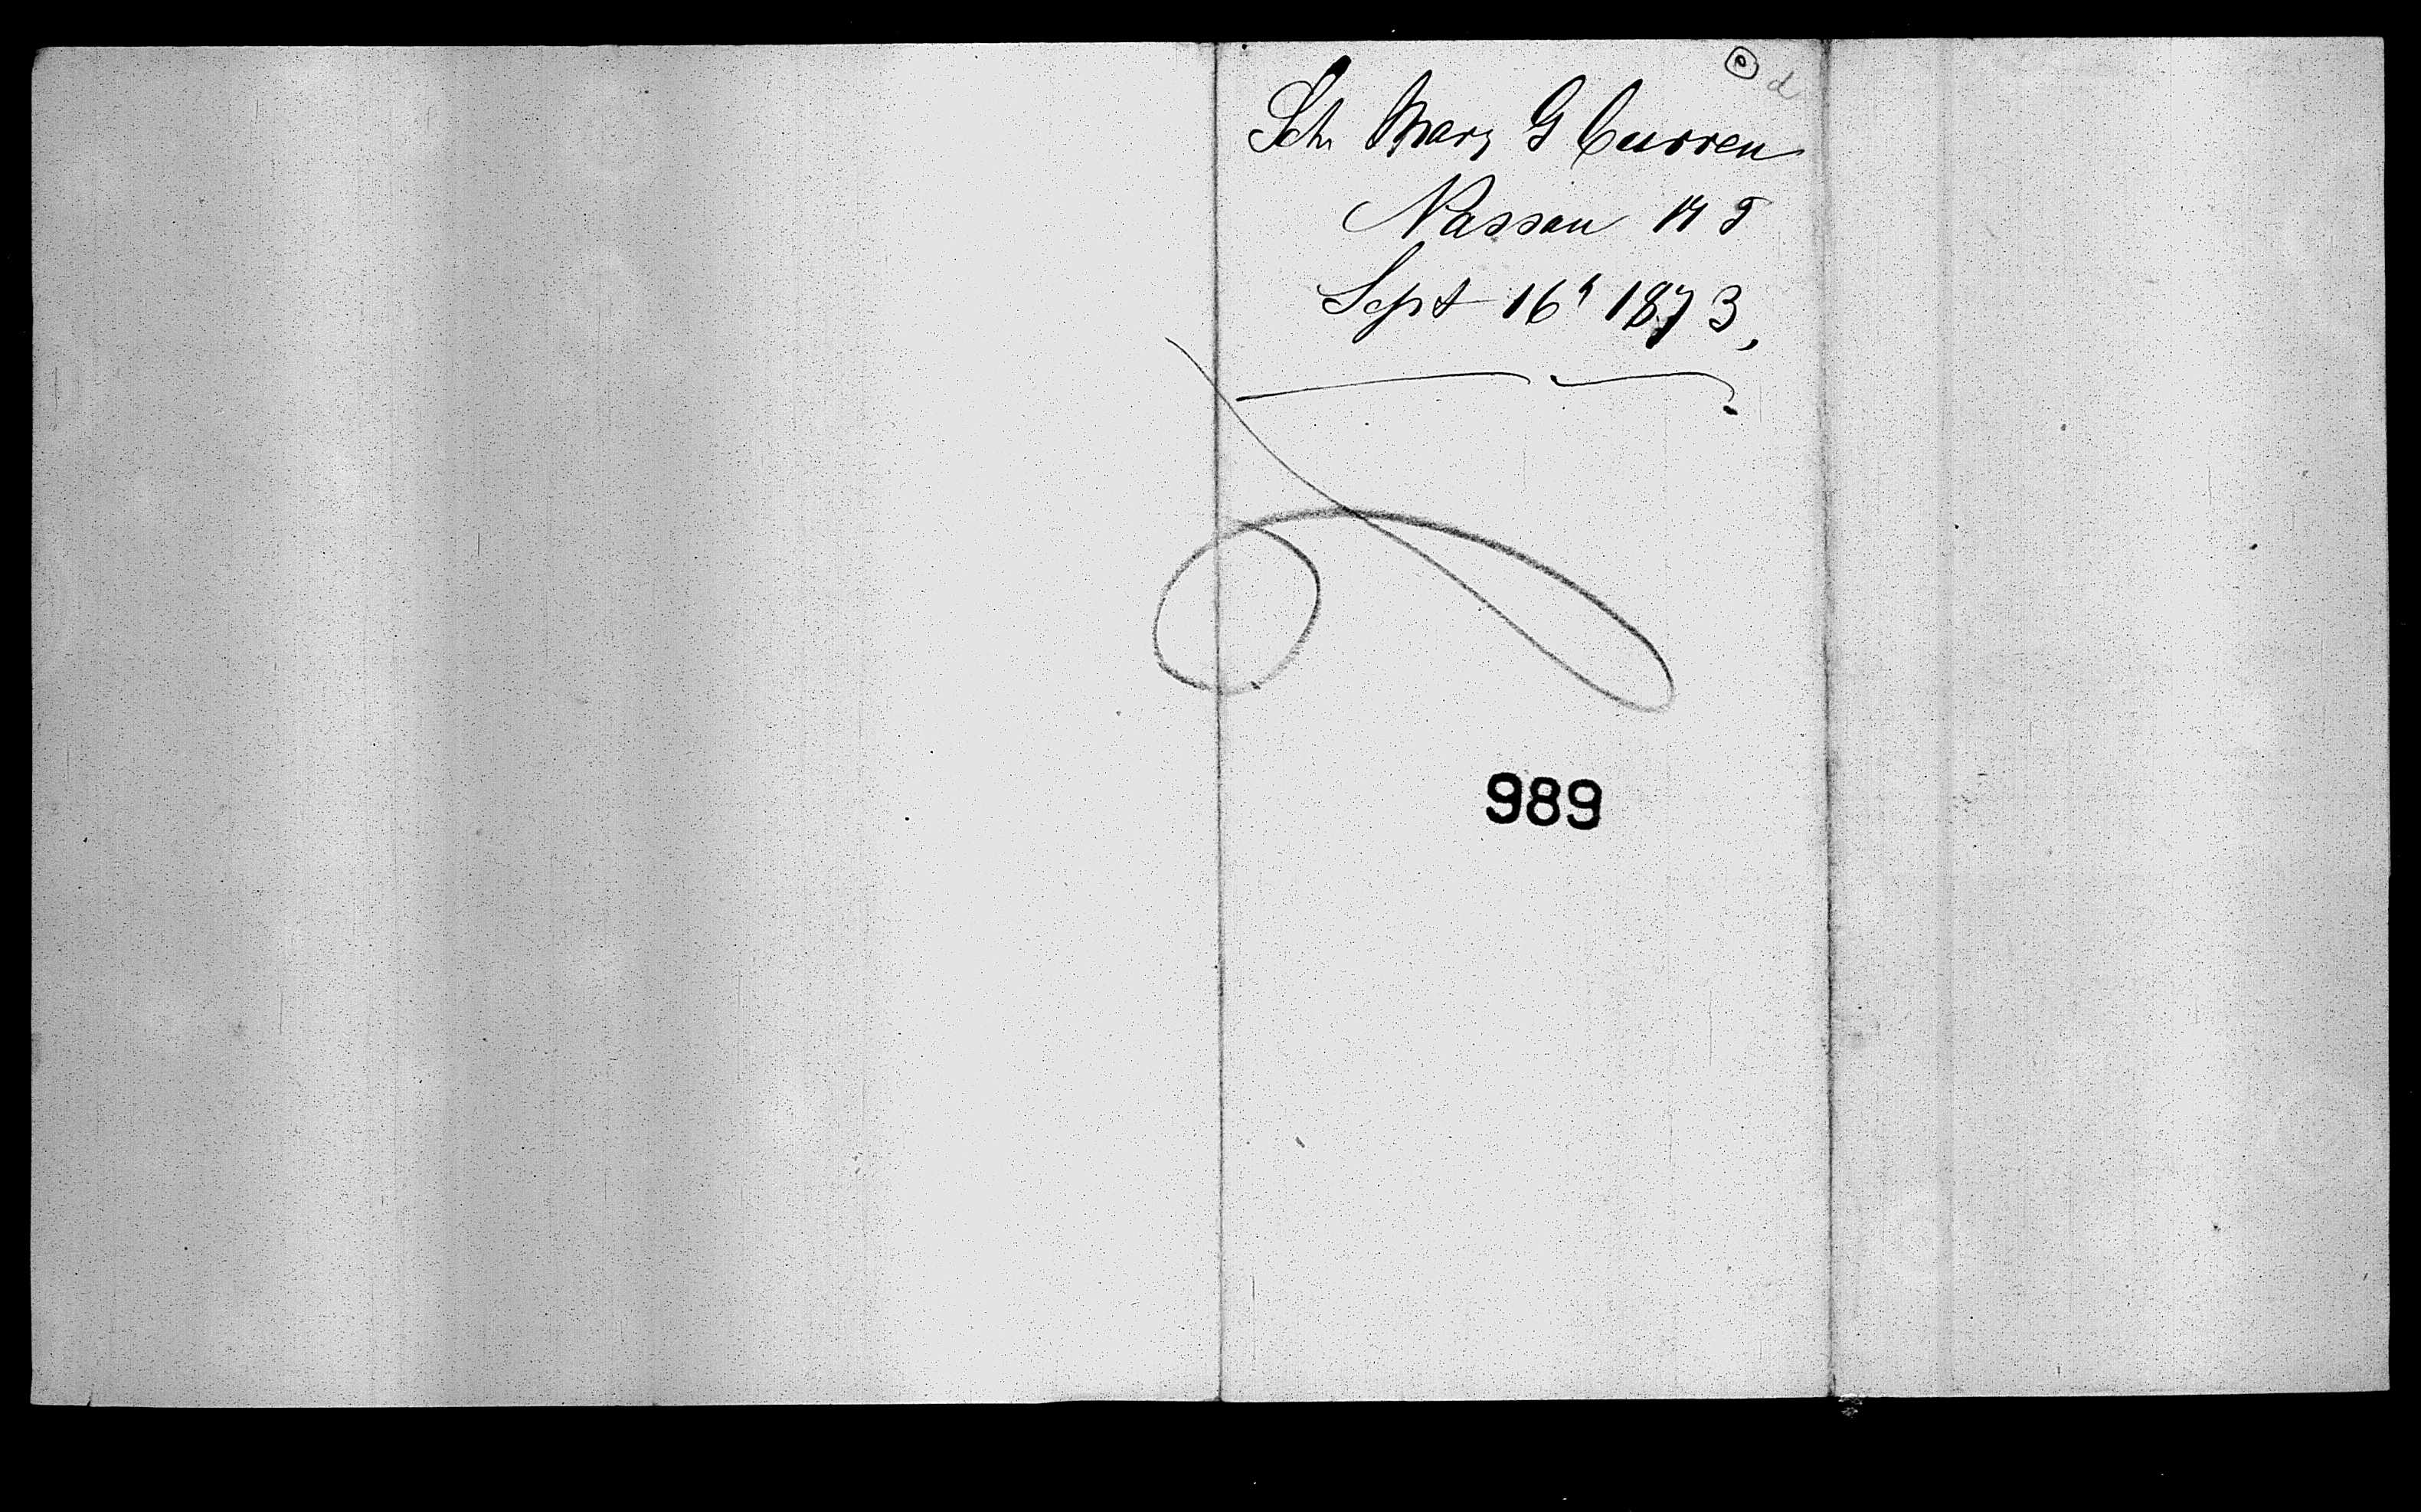 e d
Sch Mary G Curren
Nassau N P
Sept 16th 1873,
989